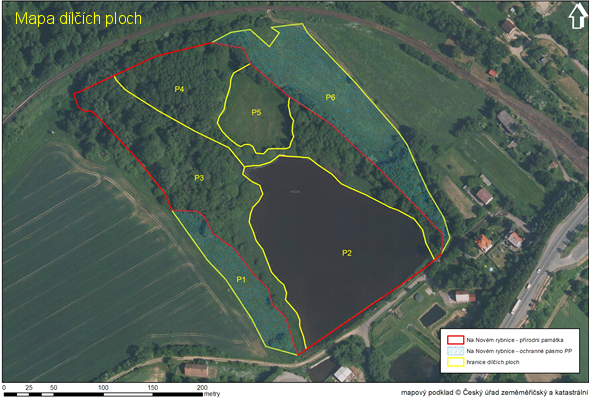 Mapa dílčích ploch
P4
P5
P6
P3
P2
P1
Na Novém rybníce - přírodní památka
Na Novém rybníce - ochranné pásmo PP
hranice dílčích ploch
0 25 50 100 150 200
metry
mapový podklad © Český úřad zeměměřičský a katastrální